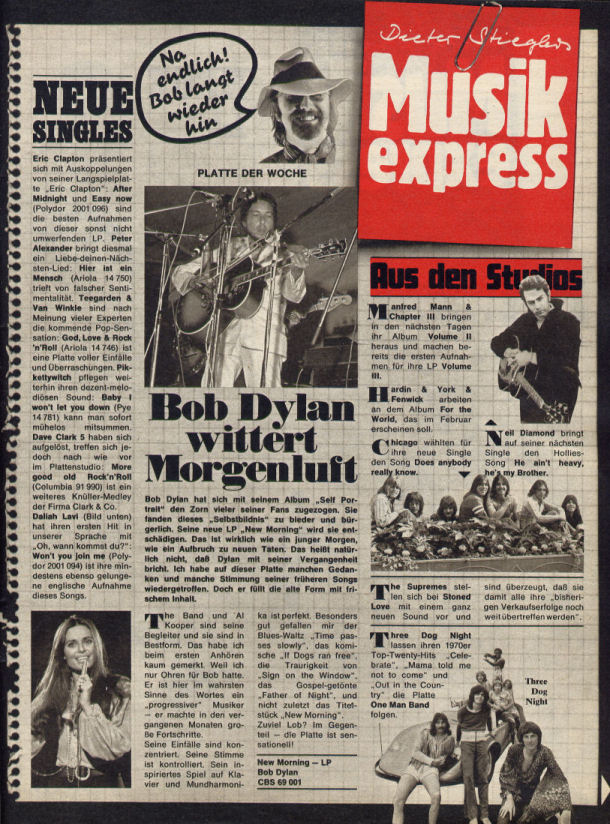 NEUE
SINGLES
Eric Clapton präsentiert
sich mit Auskoppelungen
von seiner Langspielplat-
te „Eric Clapton": After
Midnight und Easy now
(Polydor 2001 096) sind
die besten Aufnahmen
von dieser sonst nicht
umwerfenden LP. Peter
Alexander bringt diesmal
ein Liebe-deinen-Näch-
sten-Lied: Hier ist ein
Mensch (Ariola 14 750)
trieft von falscher Senti-
mentalität. Teegarden &
Van Winkle sind nach
Meinung vieler Experten
die kommende Pop-Sen-
sation: God, Love & Rock
'n'Roll (Ariola 14 746) ist
eine Platte voller Einfälle
und Überraschungen. Pik-
kettywitch pflegen wei-
terhin ihren dezent-melo-
diösen Sound: Baby I
won't let you down (Pye
14 781) kann man sofort
mühelos mitsummen.
Dave Clark 5 haben sich
aufgelöst, treffen sich je-
doch nach wie vor
im Plattenstudio: More
good old Rock'n'Roll
(Columbia 91 990) ist ein
weiteres Knüller-Medley
der Firma Clark & Co.
Daliah Lavi (Bild unten)
hat ihren ersten Hit in
unserer Sprache mit
„Oh, wann kommst du?":
Won't you join me (Poly-
dor 2001 094) ist ihre min-
destens ebenso gelunge-
ne englische Aufnahme
dieses Songs.
Na
endlich!
Bob langt
wieder
hin
PLATTE DER WOCHE
Bob Dylan
wittert
Morgenluft
Bob Dylan hat sich mit seinem Album „Self Por-
trait" den Zorn vieler Fans zugezogen. Sie
fanden dieses „Selbstbildnis" zu bieder und bür-
gerlich. Seine neue LP „New Morning" wird sie ent-
schädigen. Das ist wirklich wie ein junger Morgen,
wie ein Aufbruch zu neuen Taten. Das heißt natür-
lich nicht, daß Dylan mit seiner Vergangenheit
bricht. Ich habe auf dieser Platte manchen Gedan-
ken und manche Stimmung seiner früheren Songs
wiedergetroffen. Doch er füllt die alte Form mit fri-
schem Inhalt.
The Band und Al
Kooper sind seine
Begleiter und sie sind in
Bestform. Das habe ich
beim ersten Anhören
kaum gemerkt. Weil ich
nur Ohren für Bob hatte.
Er ist hier im wahrsten
Sinne des Wortes ein
„progressiver" Musiker
– er machte in den ver-
gangenen Monaten gro-
ße Fortschritte.
Seine Einfälle sind kon-
zentriert. Seine Stimme
ist kontrolliert. Sein in-
spiriertes Spiel auf Kla-
vier und Mundharmoni-
ka ist perfekt. Besonders
gut gefallen mir der
Blues-Waltz „Time pas-
ses slowly", das komi-
sche „If Dogs ran free",
die Traurigkeit von
„Sign on the Window",
das Gospel-getönte
„Father of Night", und
nicht zuletzt das Titel-
stück „New Morning".
Zuviel Lob? Im Gegen-
teil – die Platte ist sen-
sationell!
New Morning – LP
Bob Dylan
CBS 69 001
Dieter Stieglers
Musik
express
Aus den Studios
Manfred Mann &
Chapter III bringen
in den nächsten Tagen
ihr Album Volume II
heraus und machen be-
reits die ersten Aufnah-
men für ihre LP Volume
III.
Hardin & York &
Fenwick arbeiten
an dem Album For the
World, das im Februar
erscheinen soll.
Chicago wählten für
ihre nächste Single
den Song Does anybody
really know.
Neil Diamond bringt
auf seiner nächsten
Single den Hollies-
Song He ain't heavy,
he's my Brother.
The Supremes stel-
len sich bei Stoned
Love mit einem ganz
neuen Sound vor und
sind überzeugt, daß sie
damit alle ihre „bisheri-
gen Verkaufserfolge noch
weit übertreffen werden".
Three Dog Night
lassen ihren 1970er
Top-Twenty-Hits „Cele-
brate", „Mama told me
not to come" und
„Out in the Coun-
try" die Platte
One Man Band
folgen.
Three
Dog
Night